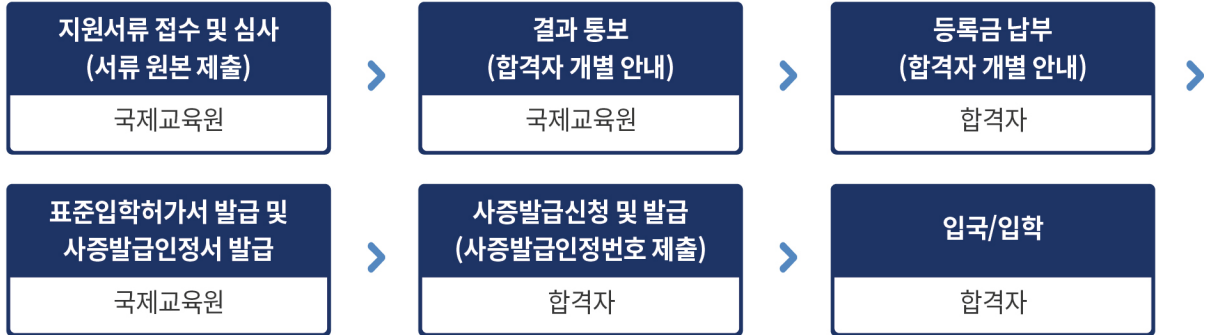 지원서류 접수 및 심사
(서류 원본 제출)
국제교육원
결과 통보
(합격자 개별 안내)
국제교육원
등록금 납부
(합격자 개별 안내)
합격자
표준입학허가서 발급 및
사증발급인정서 발급
국제교육원
사증발급신청 및 발급
(사증발급인정번호 제출)
합격자
입국/입학
합격자